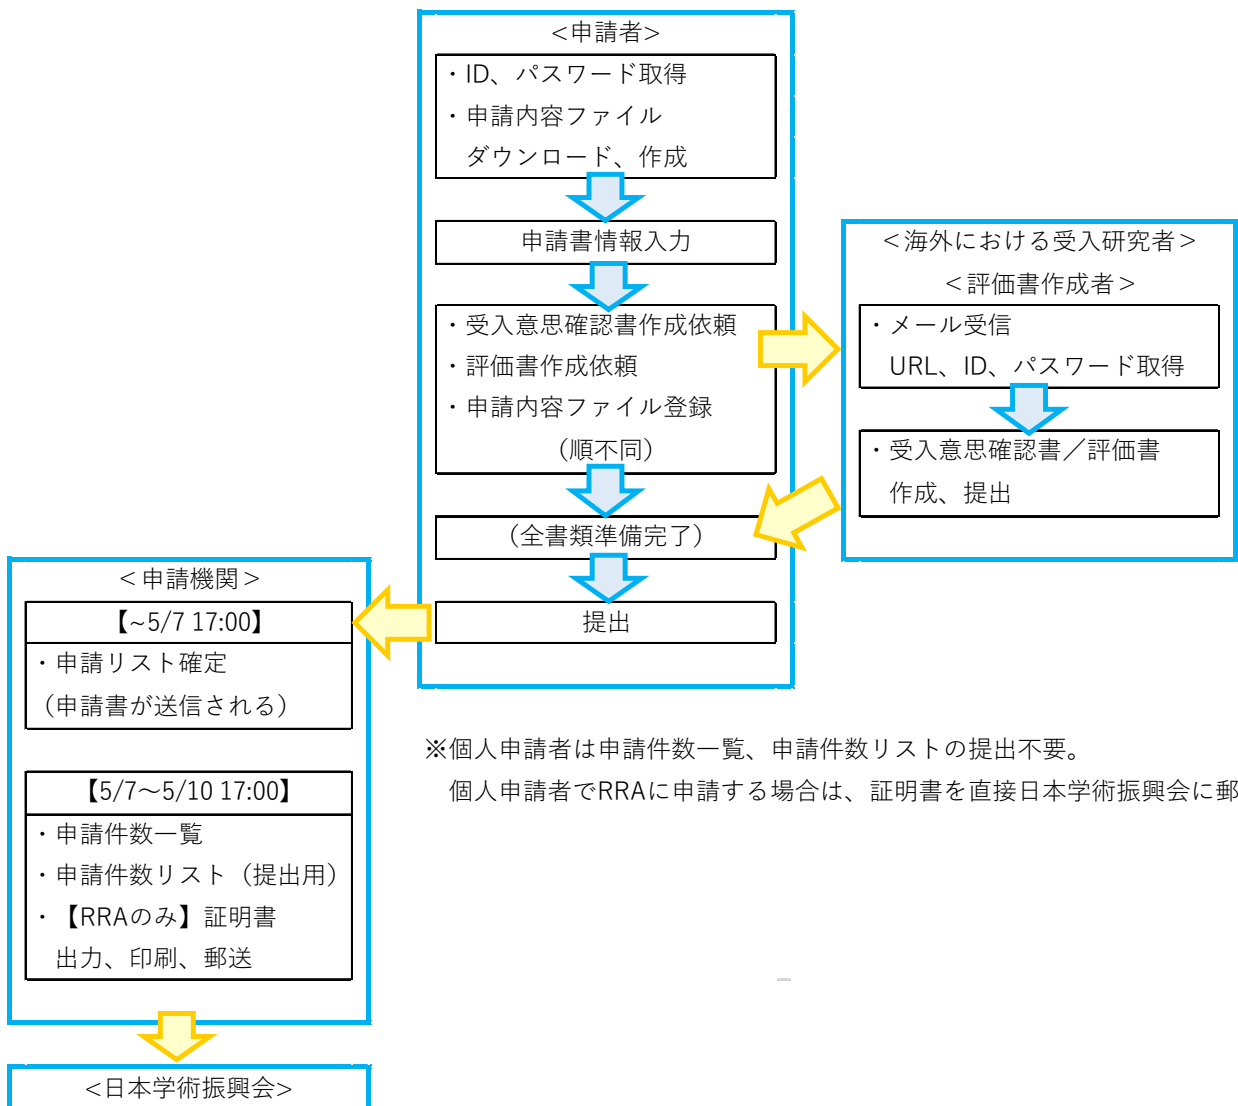 <申請者>
・ID、パスワード取得
・申請内容ファイル
ダウンロード、作成
申請書情報入力
・受入意思確認書作成依頼
・評価書作成依頼
・申請内容ファイル登録
（順不同）
（全書類準備完了）
提出
＜海外における受入研究者＞
＜評価書作成者＞
・メール受信
URL、ID、パスワード取得
・受入意思確認書／評価書
作成、提出
＜申請機関＞
【~5/7 17:00】
・申請リスト確定
（申請書が送信される）
【5/7～5/10 17:00】
・申請件数一覧
・申請件数リスト（提出用）
・【RRAのみ】証明書
出力、印刷、郵送
※個人申請者は申請件数一覧、申請件数リストの提出不要。
個人申請者でRRAに申請する場合は、証明書を直接日本学術振興会に郵
<日本学術振興会>